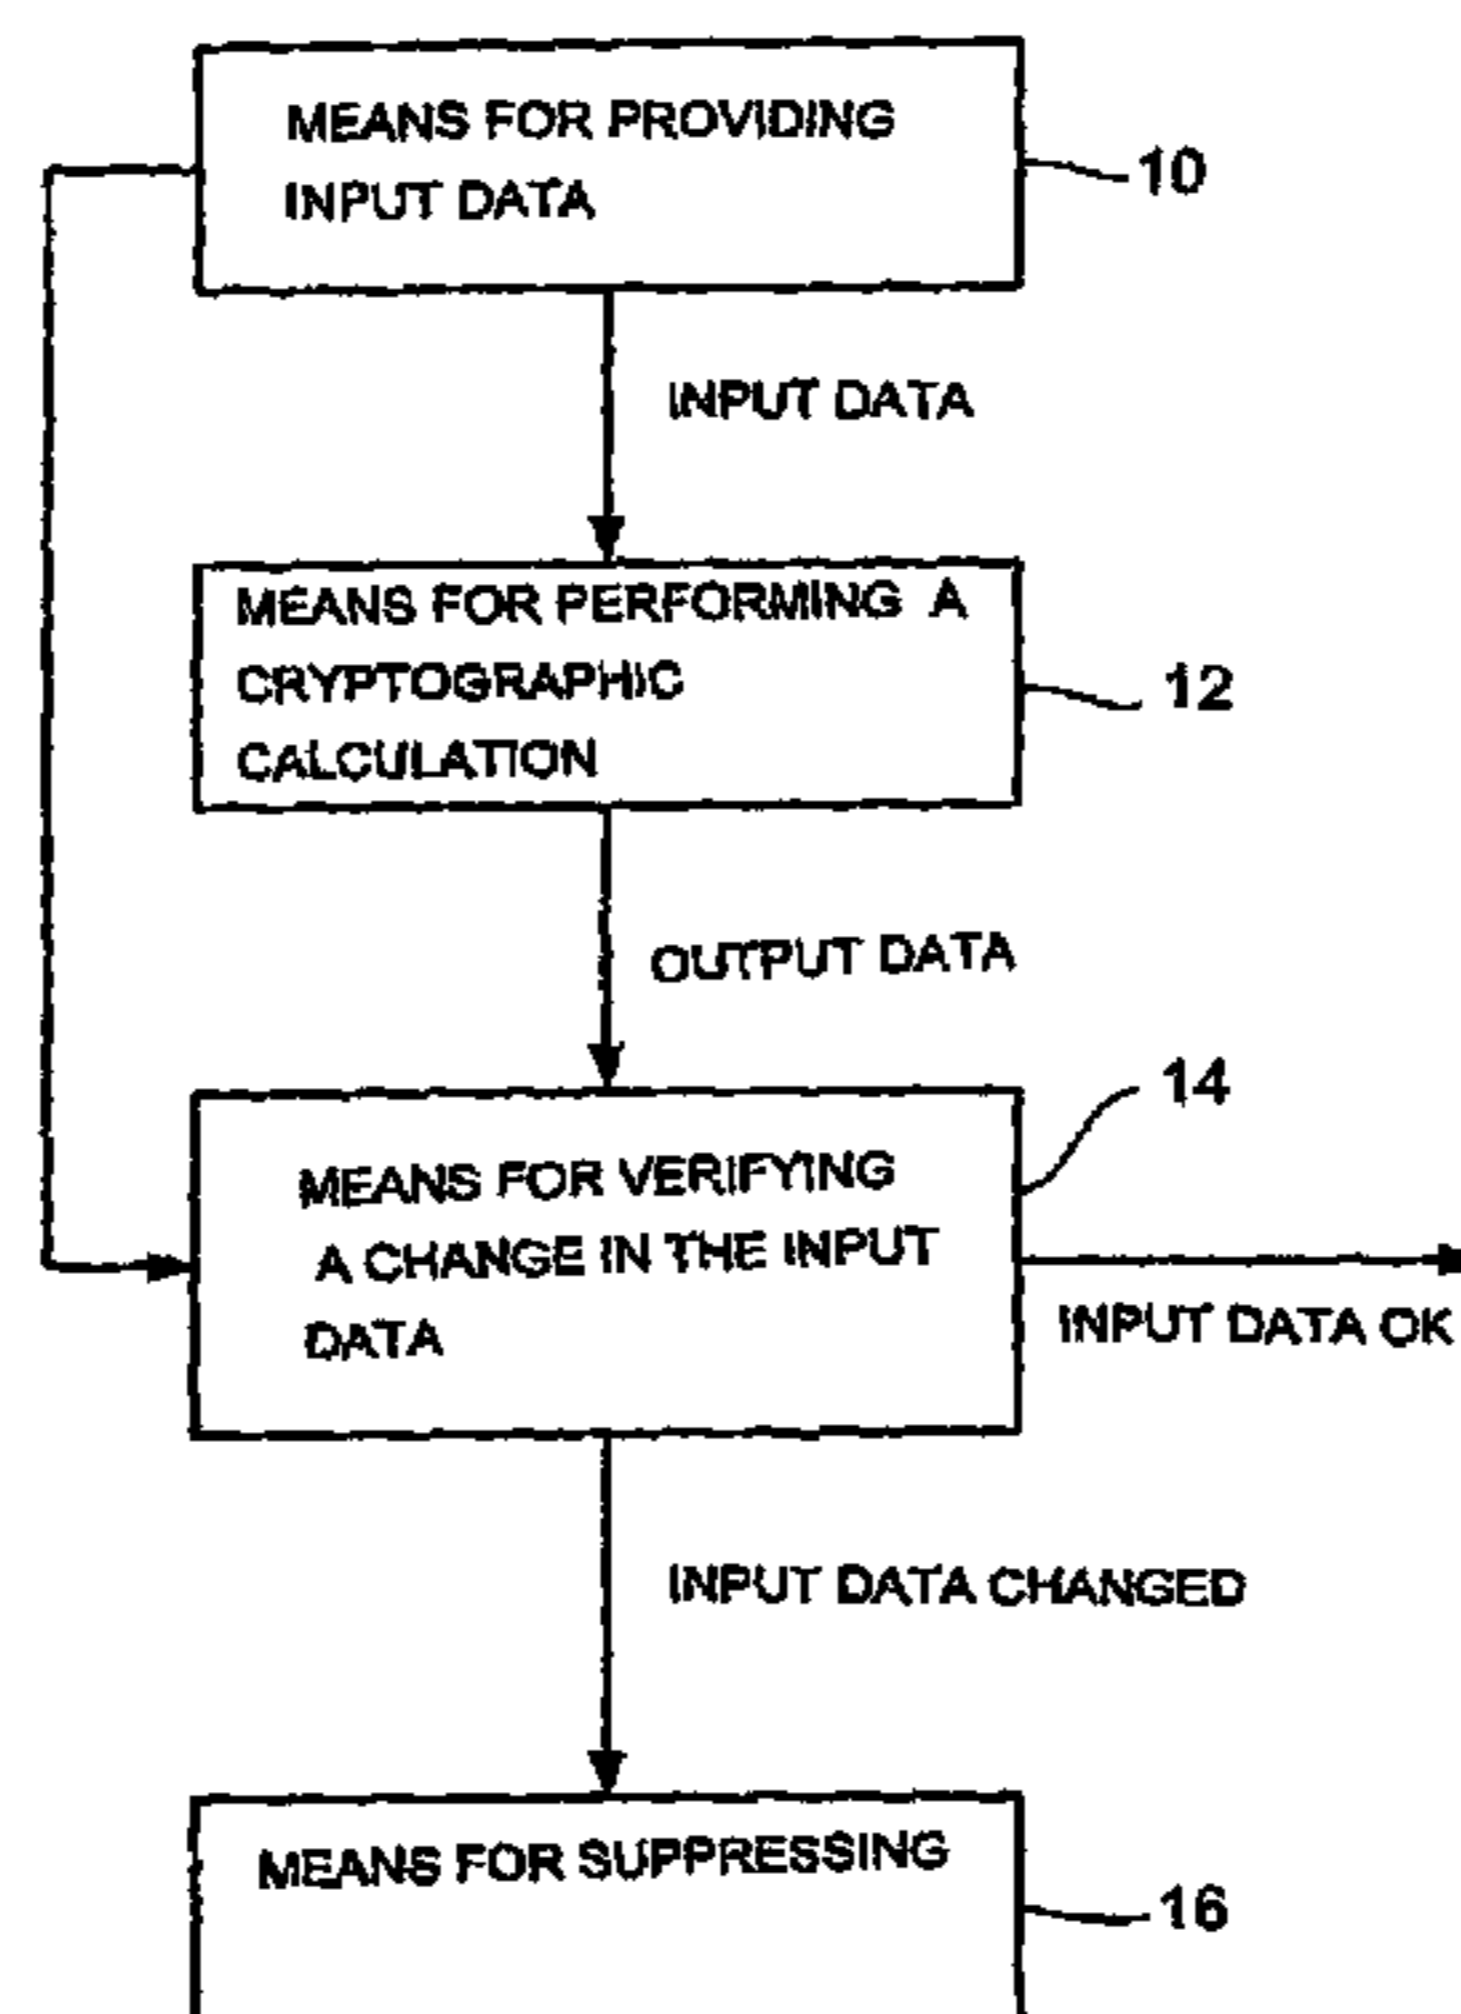 MEANS FOR PROVIDING
INPUT DATA
10
INPUT DATA
MEANS FOR PERFORMING A
CRYPTOGRAPHIC
CALCULATION
12
OUTPUT DATA
14
MEANS FOR VERIFYING
A CHANGE IN THE INPUT
DATA
INPUT DATA OK
INPUT DATA CHANGED
MEANS FOR SUPPRESSING
16